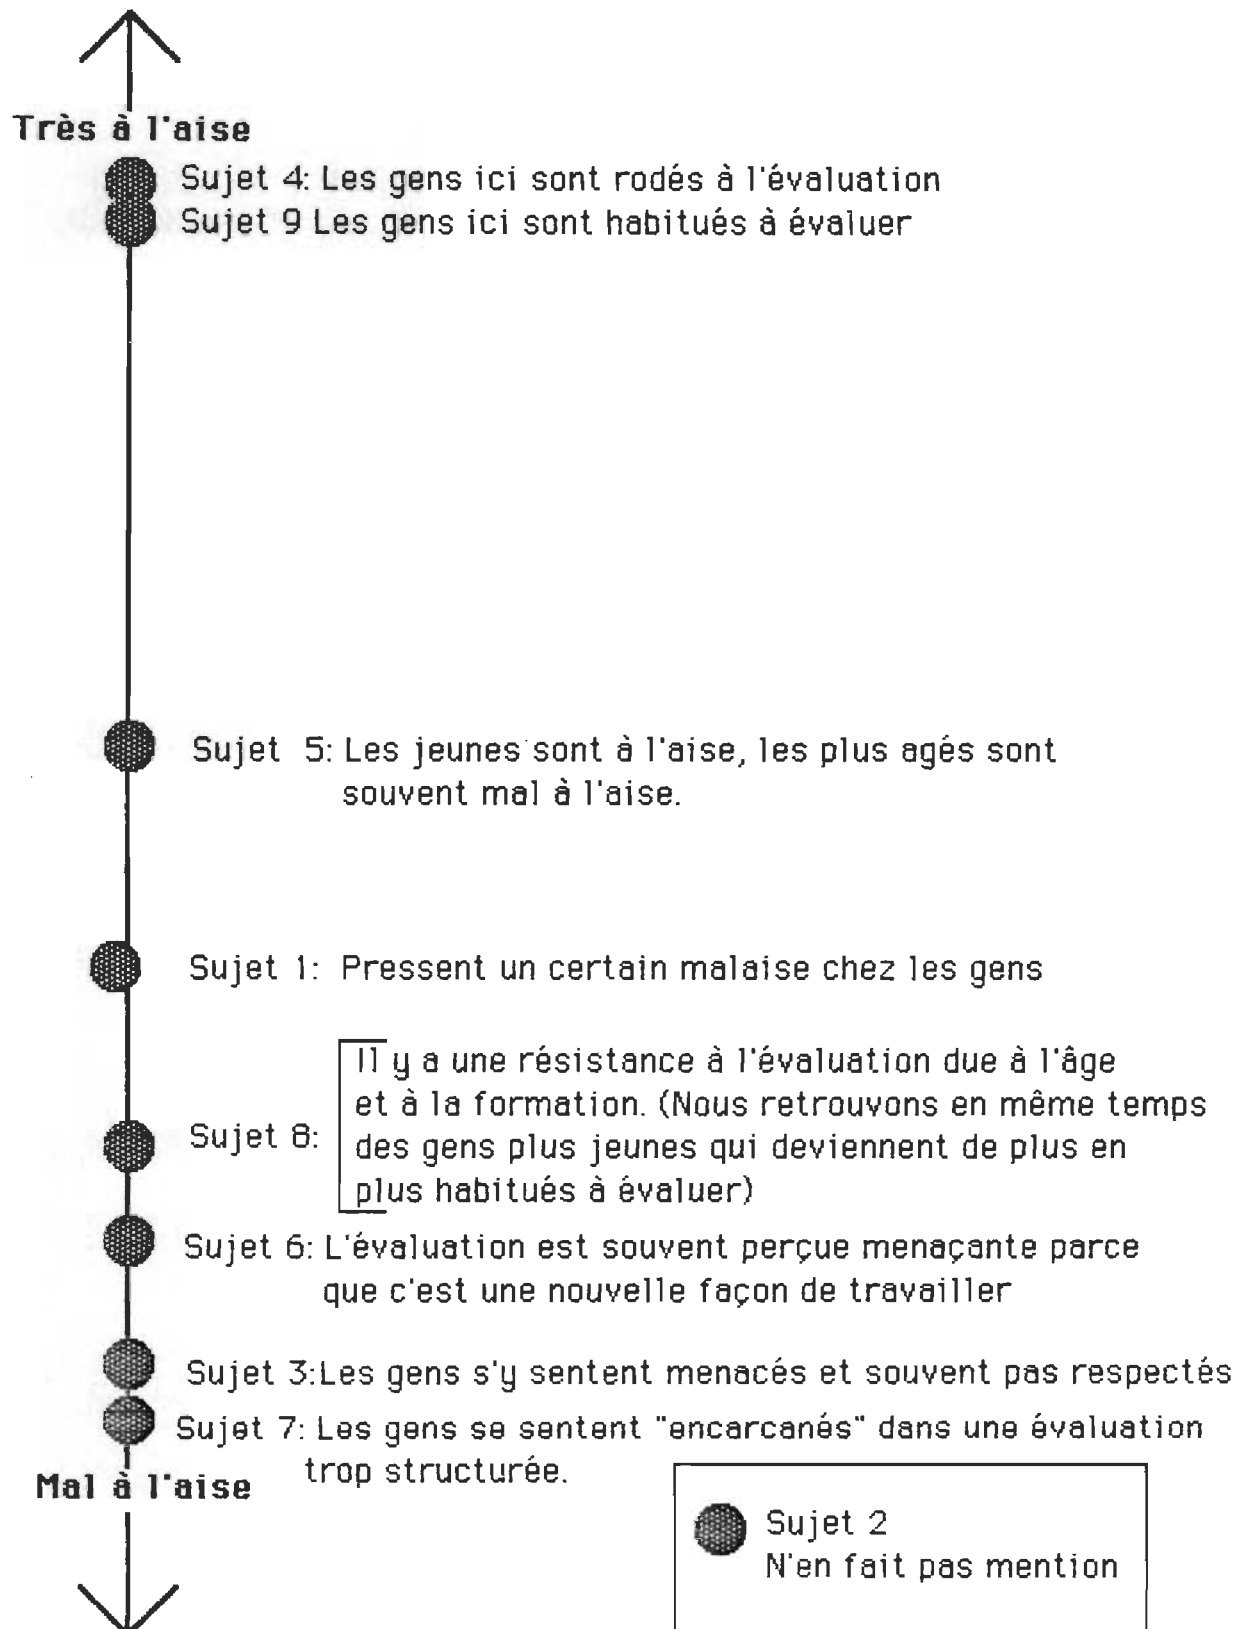 Très à l'aise
Sujet 4: Les gens ici sont rodés à l'évaluation
Sujet 9 Les gens ici sont habitués à évaluer
Sujet 5: Les jeunes sont à l'aise, les plus agés sont
souvent mal à l'aise.
Sujet 1: Pressent un certain malaise chez les gens
Sujet 8:
Il y a une résistance à l'évaluation due à l'âge
et à la formation. (Nous retrouvons en même temps
des gens plus jeunes qui deviennent de plus en
plus habitués à évaluer)
Sujet 6: L'évaluation est souvent perçue menaçante parce
que c'est une nouvelle façon de travailler
Sujet 3:Les gens s'y sentent menacés et souvent pas respectés
Sujet 7: Les gens se sentent "encarcanés" dans une évaluation
trop structurée.
Mal à l'aise
Sujet 2
N'en fait pas mention